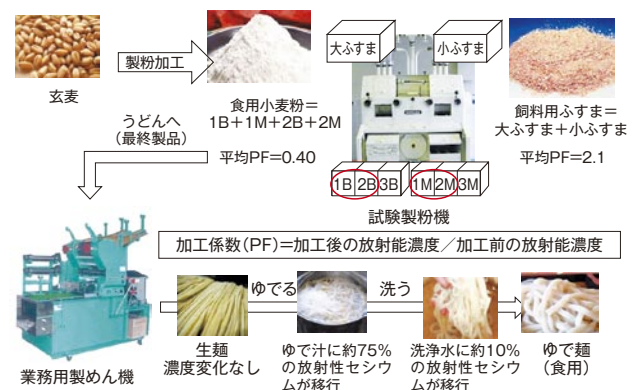 大ふすま
小ふすま
製粉加工
玄麦
食用小麦粉＝
1B＋1M＋2B＋2M
飼料用ふすま＝
大ふすま＋小ふすま
うどんへ
（最終製品）
平均PF＝0.40
平均PF＝2.1
1B 2B 3B 1M 2M 3M
試験製粉機
加工係数（PF）＝加工後の放射能濃度／加工前の放射能濃度
ゆでる
洗う
業務用製めん機
生麺
濃度変化なし
ゆで汁に約75%
の放射性セシウ
ムが移行
洗浄水に約10%
の放射性セシウ
ムが移行
ゆで麺
（食用）